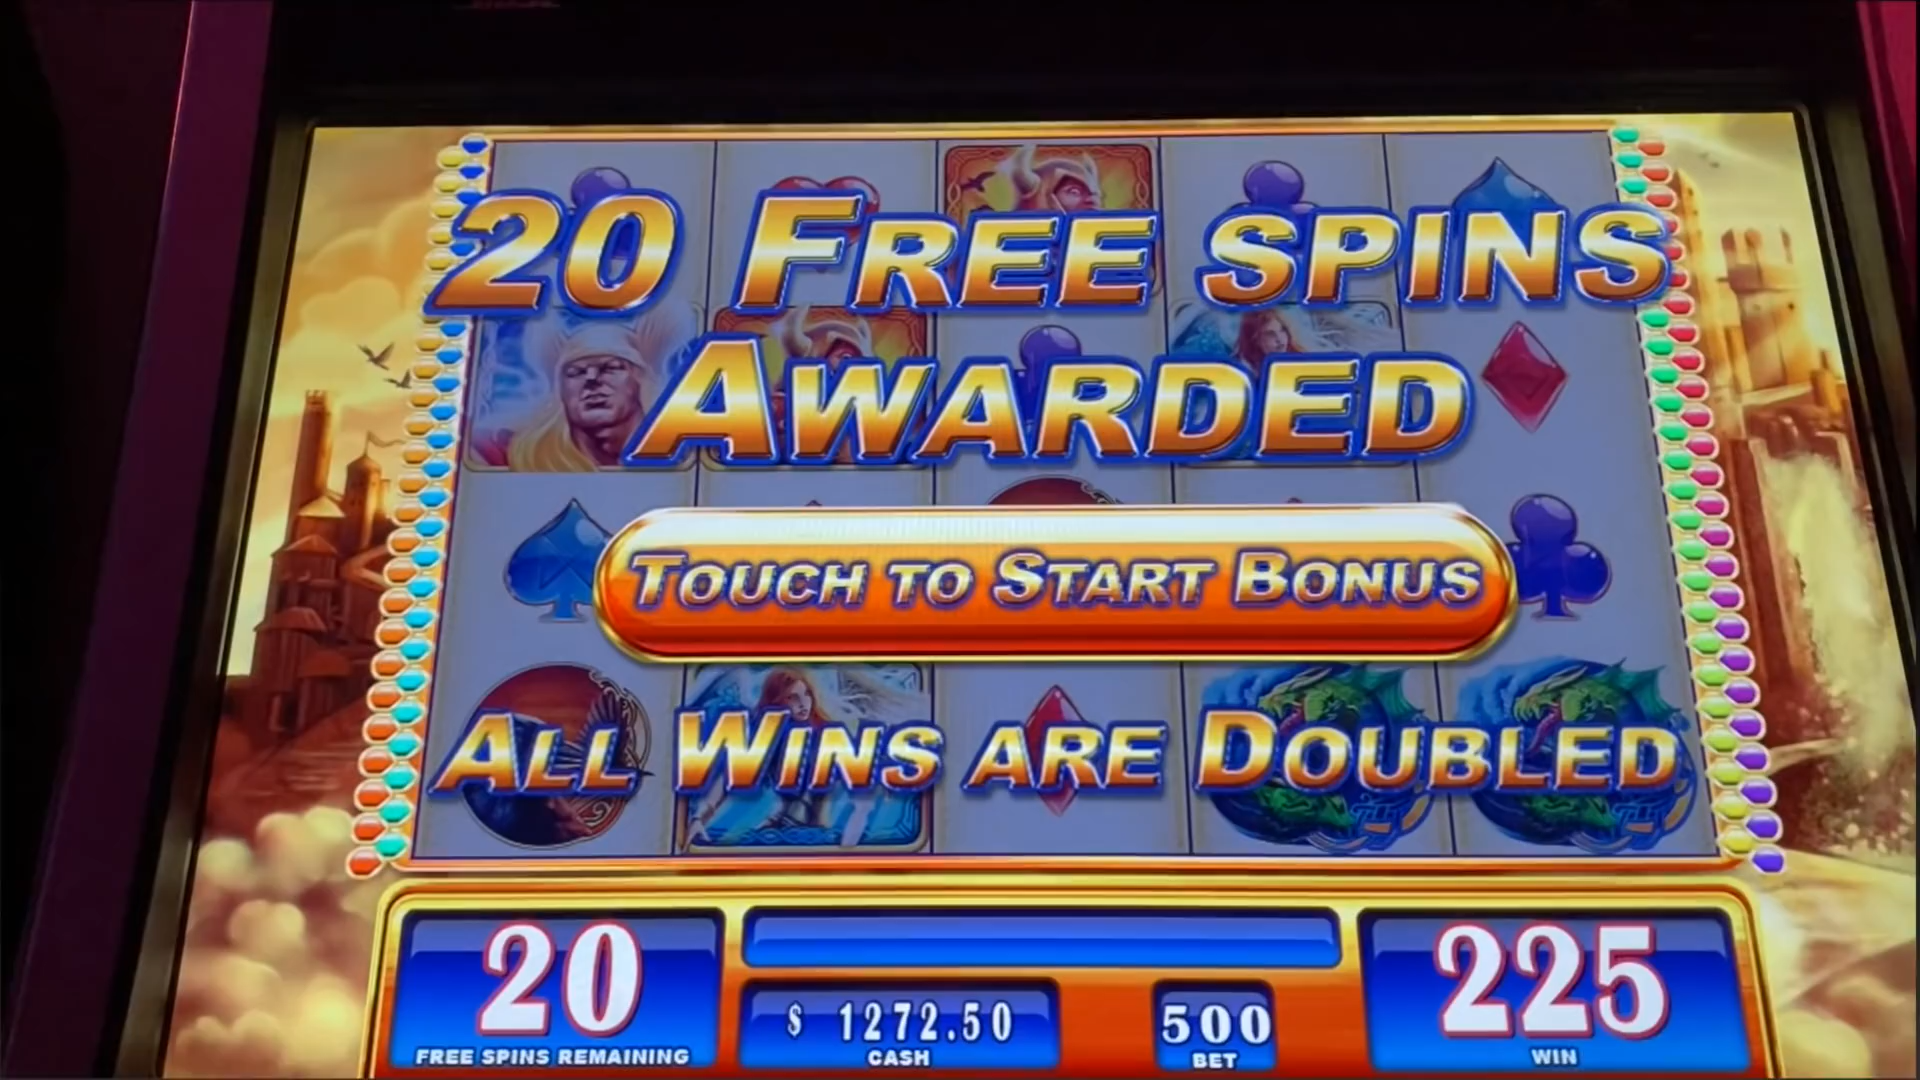 20 FREE SPINS
AWARDED
TOUCH TO START BONUS
ALL WINS ARE DOUBLED
20
FREE SPINS REMAINING
$ 1272.50
CASH
500
BET
225
WIN